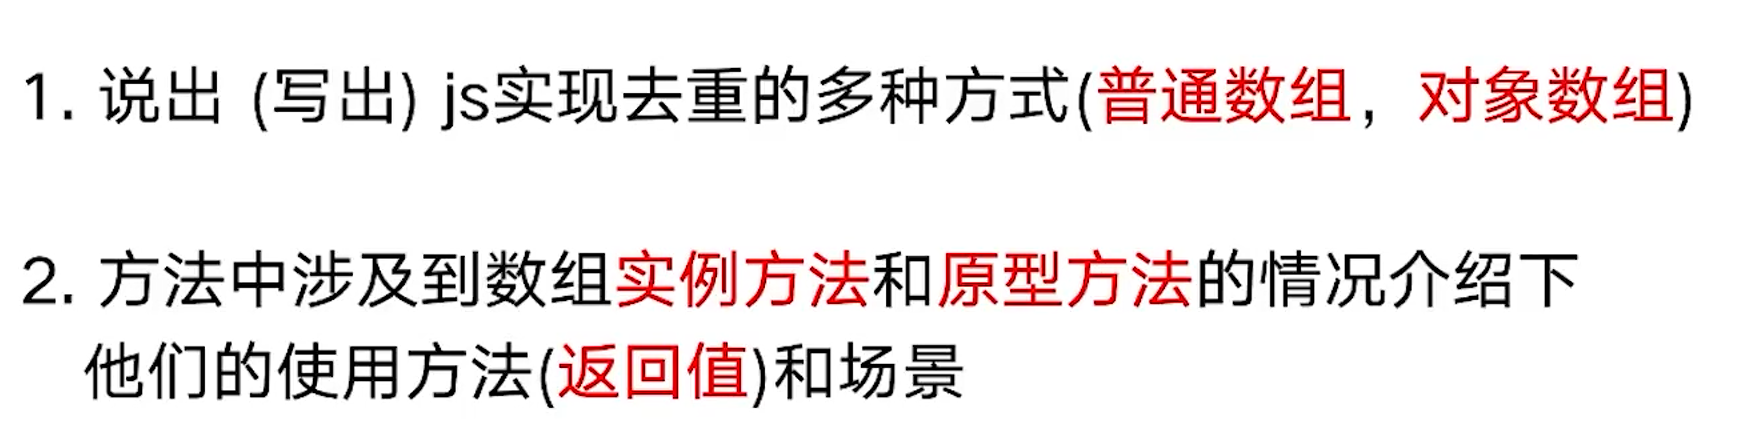 1. 说出 (写出) js实现去重的多种方式(普通数组，对象数组)
2. 方法中涉及到数组实例方法和原型方法的情况介绍下
他们的使用方法(返回值)和场景